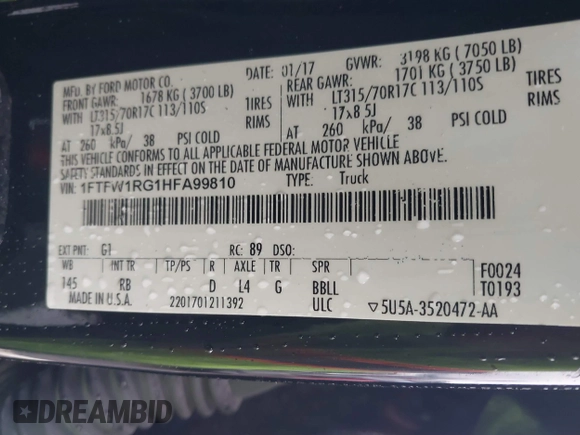 MFD. BY FORD MOTOR CO.
DATE: 01/17 GVWR: 3198 KG ( 7050 LB)
FRONT GAWR: 1678 KG ( 3700 LB) REAR GAWR: 1701 KG ( 3750 LB)
WITH LT315/70R17C 113/110S TIRES WITH LT315/70R17C 113/110S TIRES
17x8.5J RIMS 17x8.5J RIMS
AT 260 kPa/ 38 PSI COLD AT 260 kPa/ 38 PSI COLD
THIS VEHICLE CONFORMS TO ALL APPLICABLE FEDERAL MOTOR VEHICLE
SAFETY STANDARDS IN EFFECT ON THE DATE OF MANUFACTURE SHOWN ABOVE.
VIN: 1FTFW1RG1HFA99810 TYPE: Truck
EXT PNT: G1 RC: 89 DSO:
WB INT TR TP/PS R AXLE TR SPR F0024
145 RB D L4 G BBLL T0193
MADE IN U.S.A. 2201701211392 ULC 5U5A-3520472-AA
DREAMBID